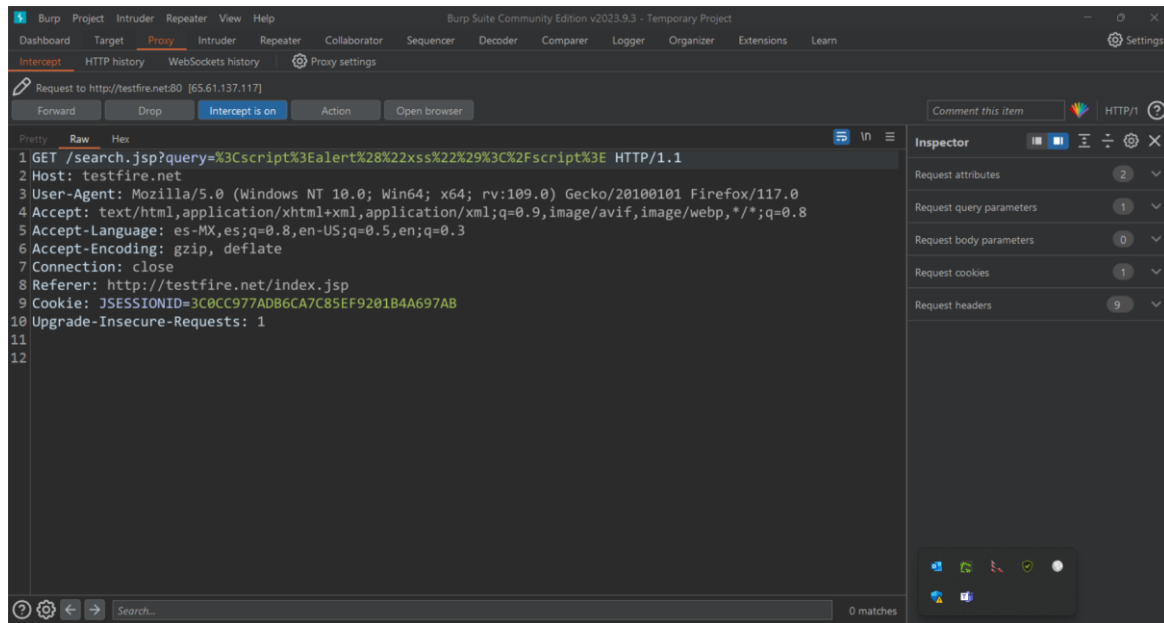 Burp Project Intruder Repeater View Help Burp Suite Community Edition v2023.9.3 - Temporary Project
Dashboard Target Proxy Intruder Repeater Collaborator Sequencer Decoder Comparer Logger Organizer Extensions Learn Settings
Intercept HTTP history WebSockets history Proxy settings
Request to http://testfire.net:80 [65.61.137.117]
Forward Drop Intercept is on Action Open browser Comment this item HTTP/1
Pretty Raw Hex \n Inspector
1 GET /search.jsp?query=%3Cscript%3Ealert%28%22xss%22%29%3C%2Fscript%3E HTTP/1.1
2 Host: testfire.net
3 User-Agent: Mozilla/5.0 (Windows NT 10.0; Win64; x64; rv:109.0) Gecko/20100101 Firefox/117.0
4 Accept: text/html,application/xhtml+xml,application/xml;q=0.9,image/avif,image/webp,*/*;q=0.8
5 Accept-Language: es-MX,es;q=0.8,en-US;q=0.5,en;q=0.3
6 Accept-Encoding: gzip, deflate
7 Connection: close
8 Referer: http://testfire.net/index.jsp
9 Cookie: JSESSIONID=3C0CC977ADB6CA7C85EF9201B4A697AB
10 Upgrade-Insecure-Requests: 1
11
12
Request attributes 2
Request query parameters 1
Request body parameters 0
Request cookies 1
Request headers 9
Search... 0 matches